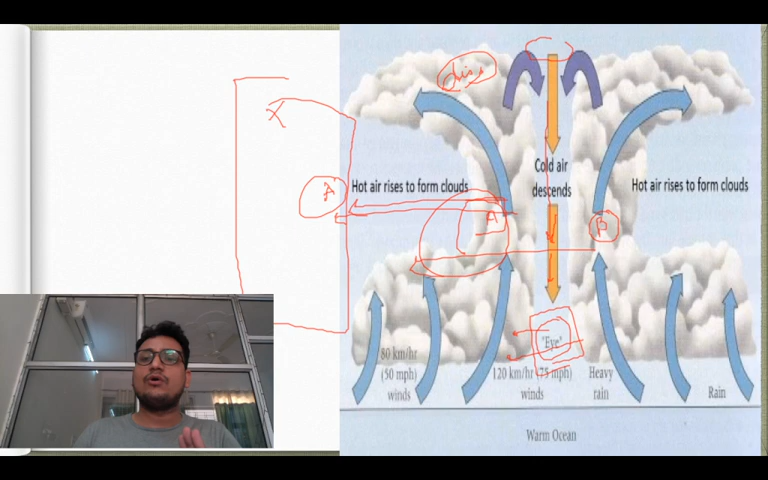 Cold air
descends
Hot air rises to form clouds
Hot air rises to form clouds
X
A
A
B
"Eye"
80 km/hr
(50 mph)
winds
120 km/hr (75 mph)
winds
Heavy
rain
Rain
Warm Ocean